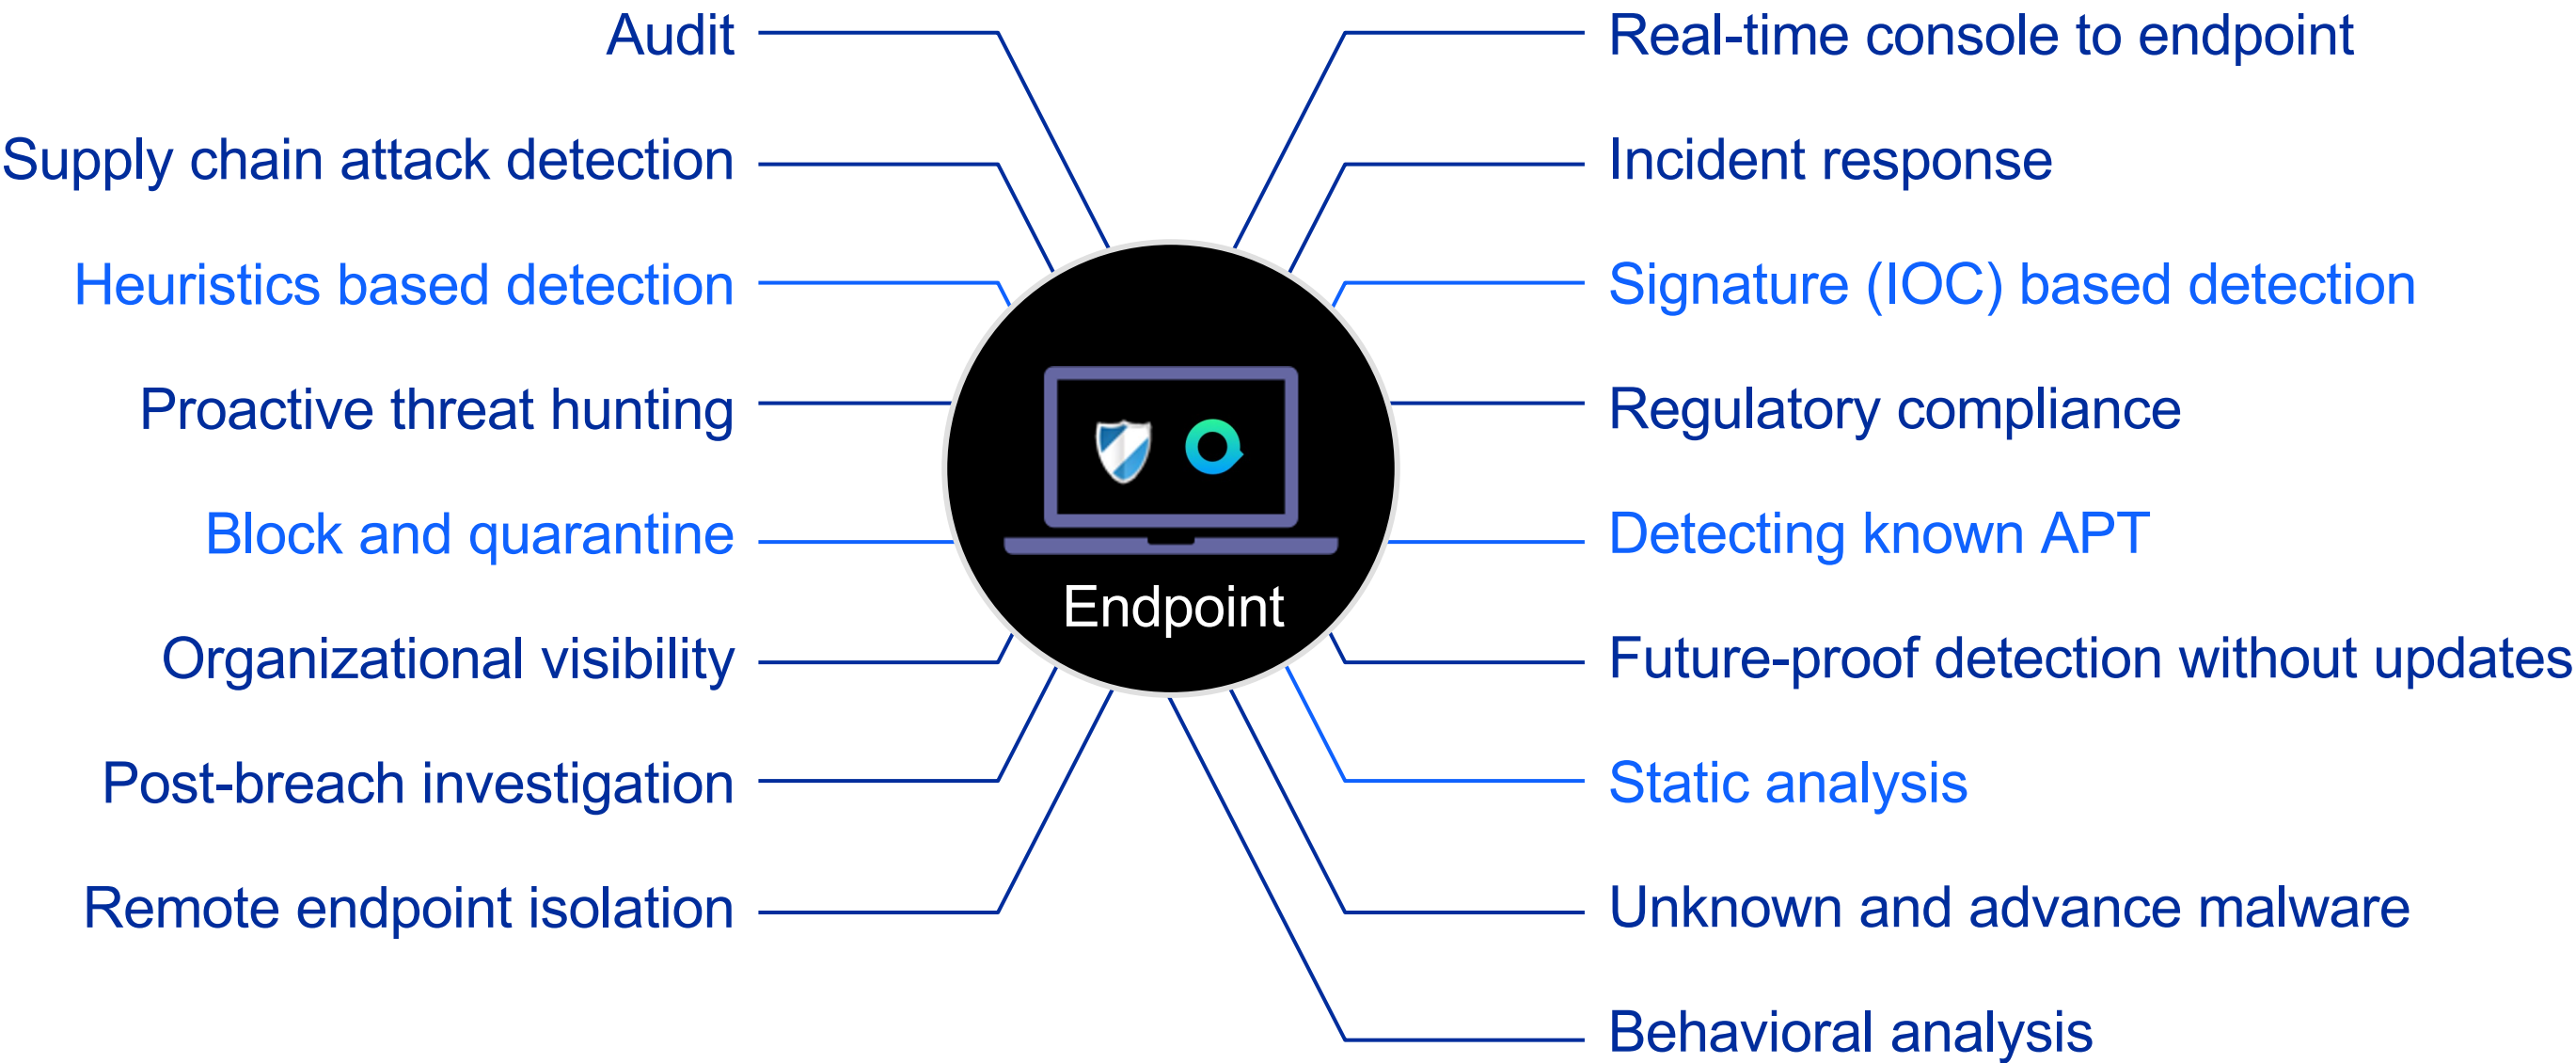 Audit
Supply chain attack detection
Heuristics based detection
Proactive threat hunting
Block and quarantine
Organizational visibility
Post-breach investigation
Remote endpoint isolation
Endpoint
Real-time console to endpoint
Incident response
Signature (IOC) based detection
Regulatory compliance
Detecting known APT
Future-proof detection without updates
Static analysis
Unknown and advance malware
Behavioral analysis